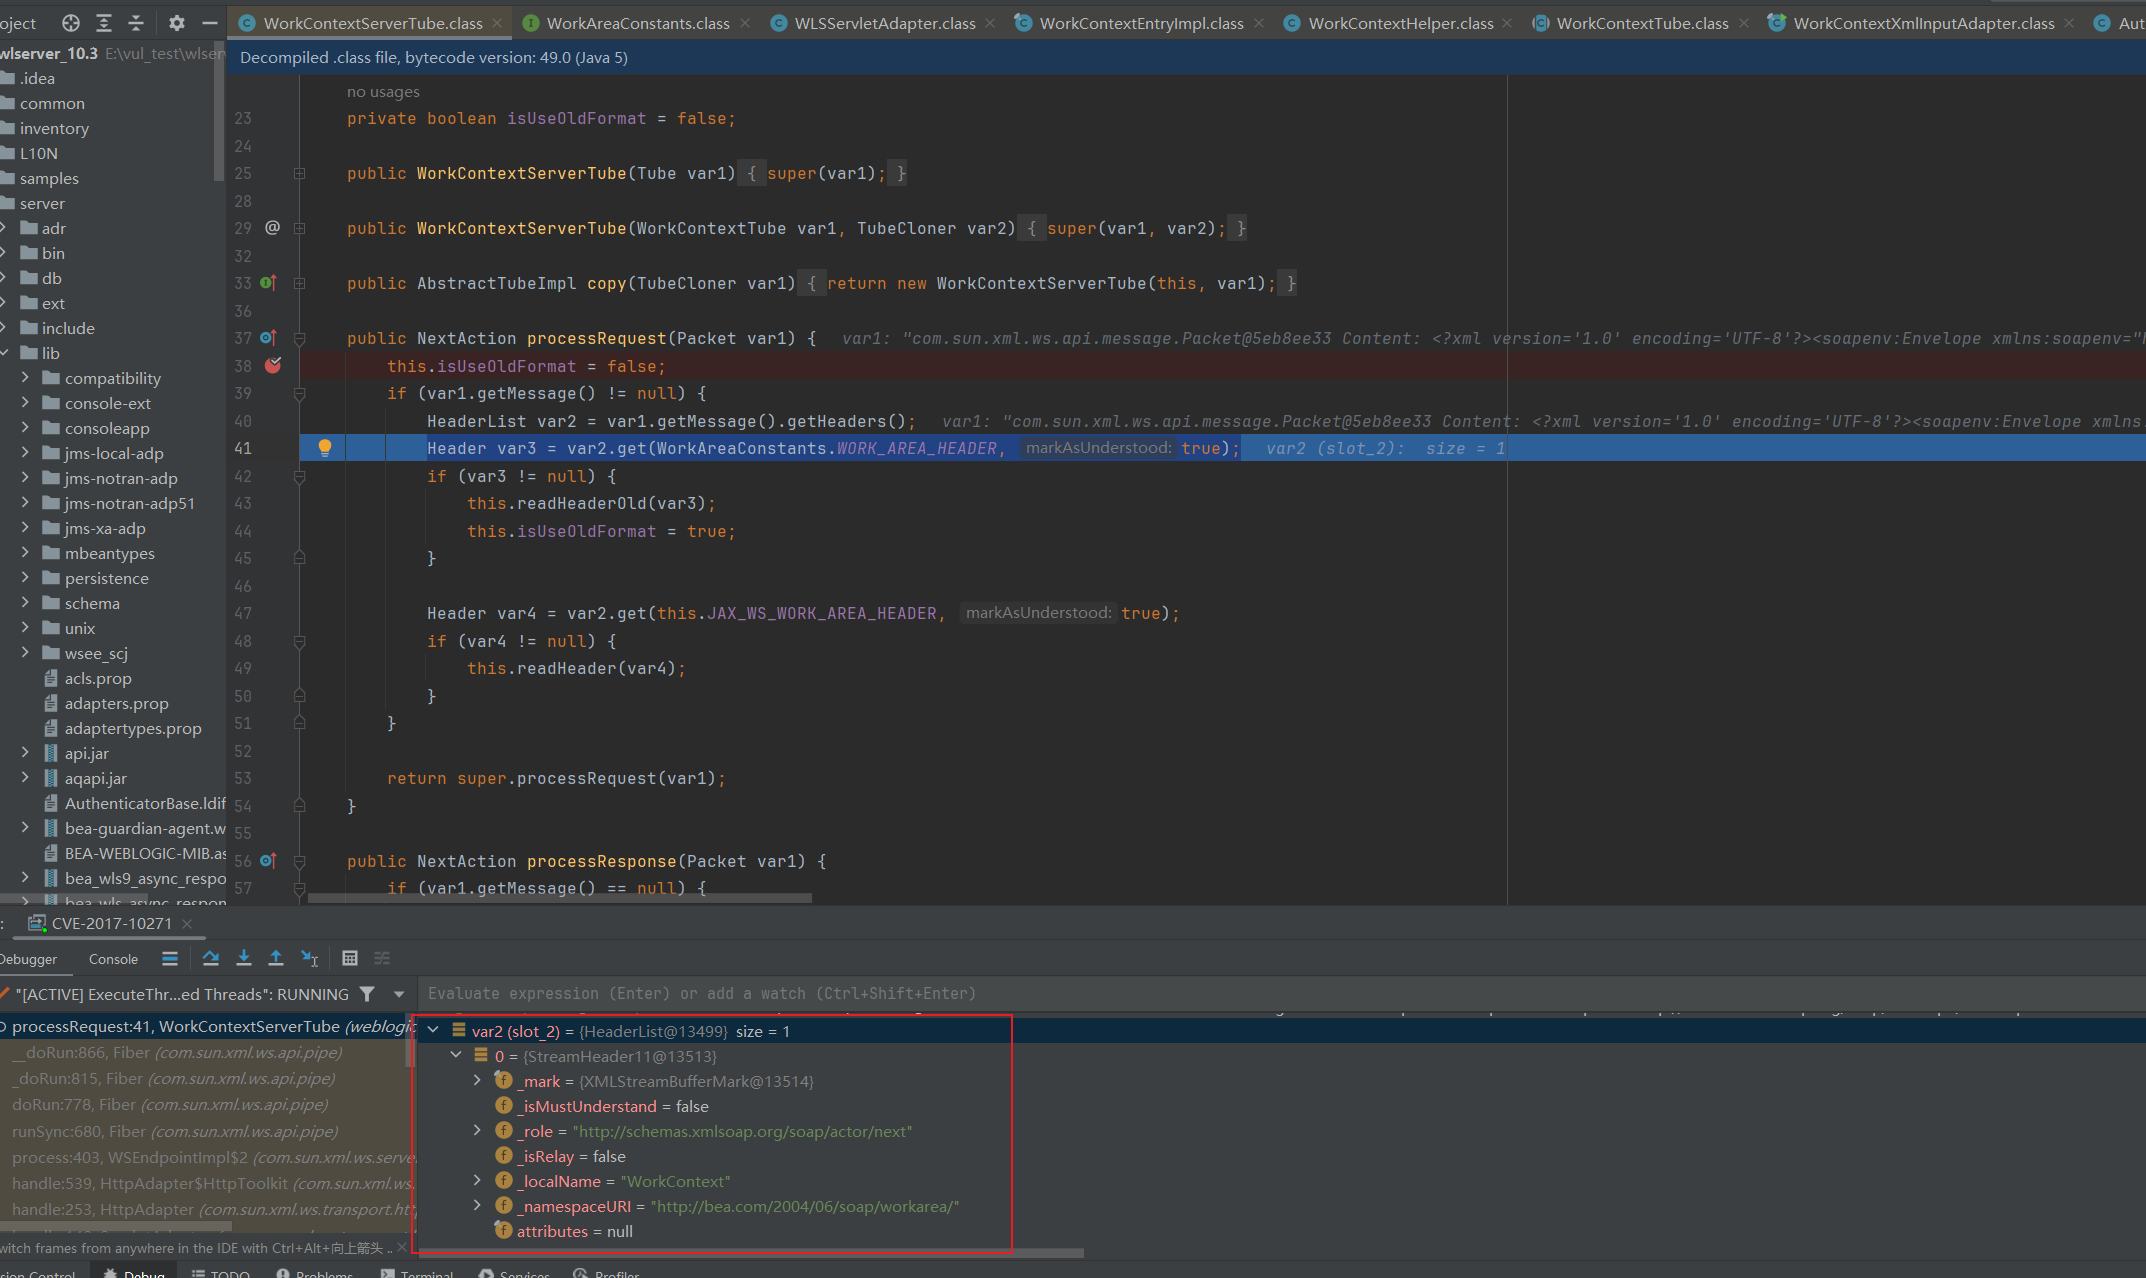 oject
WorkContextServerTube.class
WorkAreaConstants.class
WLSServletAdapter.class
WorkContextEntryImpl.class
WorkContextHelper.class
WorkContextTube.class
WorkContextXmlInputAdapter.class
Aut
wlserver_10.3 E:\vul_test\wlserv
.idea
common
inventory
L10N
samples
server
adr
bin
db
ext
include
lib
compatibility
console-ext
consoleapp
jms-local-adp
jms-notran-adp
jms-notran-adp51
jms-xa-adp
mbeantypes
persistence
schema
unix
wsee_scj
acls.prop
adapters.prop
adaptertypes.prop
api.jar
aqapi.jar
AuthenticatorBase.ldif
bea-guardian-agent.w
BEA-WEBLOGIC-MIB.as
bea_wls9_async_respo
bea_wls_async_respon
Decompiled .class file, bytecode version: 49.0 (Java 5)
no usages
23 private boolean isUseOldFormat = false;
24
25 public WorkContextServerTube(Tube var1) { super(var1); }
28
29 @ public WorkContextServerTube(WorkContextTube var1, TubeCloner var2) { super(var1, var2); }
32
33 public AbstractTubeImpl copy(TubeCloner var1) { return new WorkContextServerTube(this, var1); }
36
37 public NextAction processRequest(Packet var1) { var1: "com.sun.xml.ws.api.message.Packet@5eb8ee33 Content: <?xml version='1.0' encoding='UTF-8'?><soapenv:Envelope xmlns:soapenv="h
38 this.isUseOldFormat = false;
39 if (var1.getMessage() != null) {
40 HeaderList var2 = var1.getMessage().getHeaders(); var1: "com.sun.xml.ws.api.message.Packet@5eb8ee33 Content: <?xml version='1.0' encoding='UTF-8'?><soapenv:Envelope xmlns:
41 Header var3 = var2.get(WorkAreaConstants.WORK_AREA_HEADER, markAsUnderstood: true); var2 (slot_2): size = 1
42 if (var3 != null) {
43 this.readHeaderOld(var3);
44 this.isUseOldFormat = true;
45 }
46
47 Header var4 = var2.get(this.JAX_WS_WORK_AREA_HEADER, markAsUnderstood: true);
48 if (var4 != null) {
49 this.readHeader(var4);
50 }
51 }
52
53 return super.processRequest(var1);
54 }
55
56 public NextAction processResponse(Packet var1) {
57 if (var1.getMessage() == null) {
: CVE-2017-10271
Debugger Console
"[ACTIVE] ExecuteThr...ed Threads": RUNNING
processRequest:41, WorkContextServerTube (weblogic
__doRun:866, Fiber (com.sun.xml.ws.api.pipe)
_doRun:815, Fiber (com.sun.xml.ws.api.pipe)
doRun:778, Fiber (com.sun.xml.ws.api.pipe)
runSync:680, Fiber (com.sun.xml.ws.api.pipe)
process:403, WSEndpointImpl$2 (com.sun.xml.ws.serve
handle:539, HttpAdapter$HttpToolkit (com.sun.xml.ws.
handle:253, HttpAdapter (com.sun.xml.ws.transport.htt
witch frames from anywhere in the IDE with Ctrl+Alt+向上箭头 ..
Evaluate expression (Enter) or add a watch (Ctrl+Shift+Enter)
var2 (slot_2) = {HeaderList@13499} size = 1
0 = {StreamHeader11@13513}
_mark = {XMLStreamBufferMark@13514}
_isMustUnderstand = false
_role = "http://schemas.xmlsoap.org/soap/actor/next"
_isRelay = false
_localName = "WorkContext"
_namespaceURI = "http://bea.com/2004/06/soap/workarea/"
attributes = null
sion Control Debug TODO Problems Terminal Services Profiler